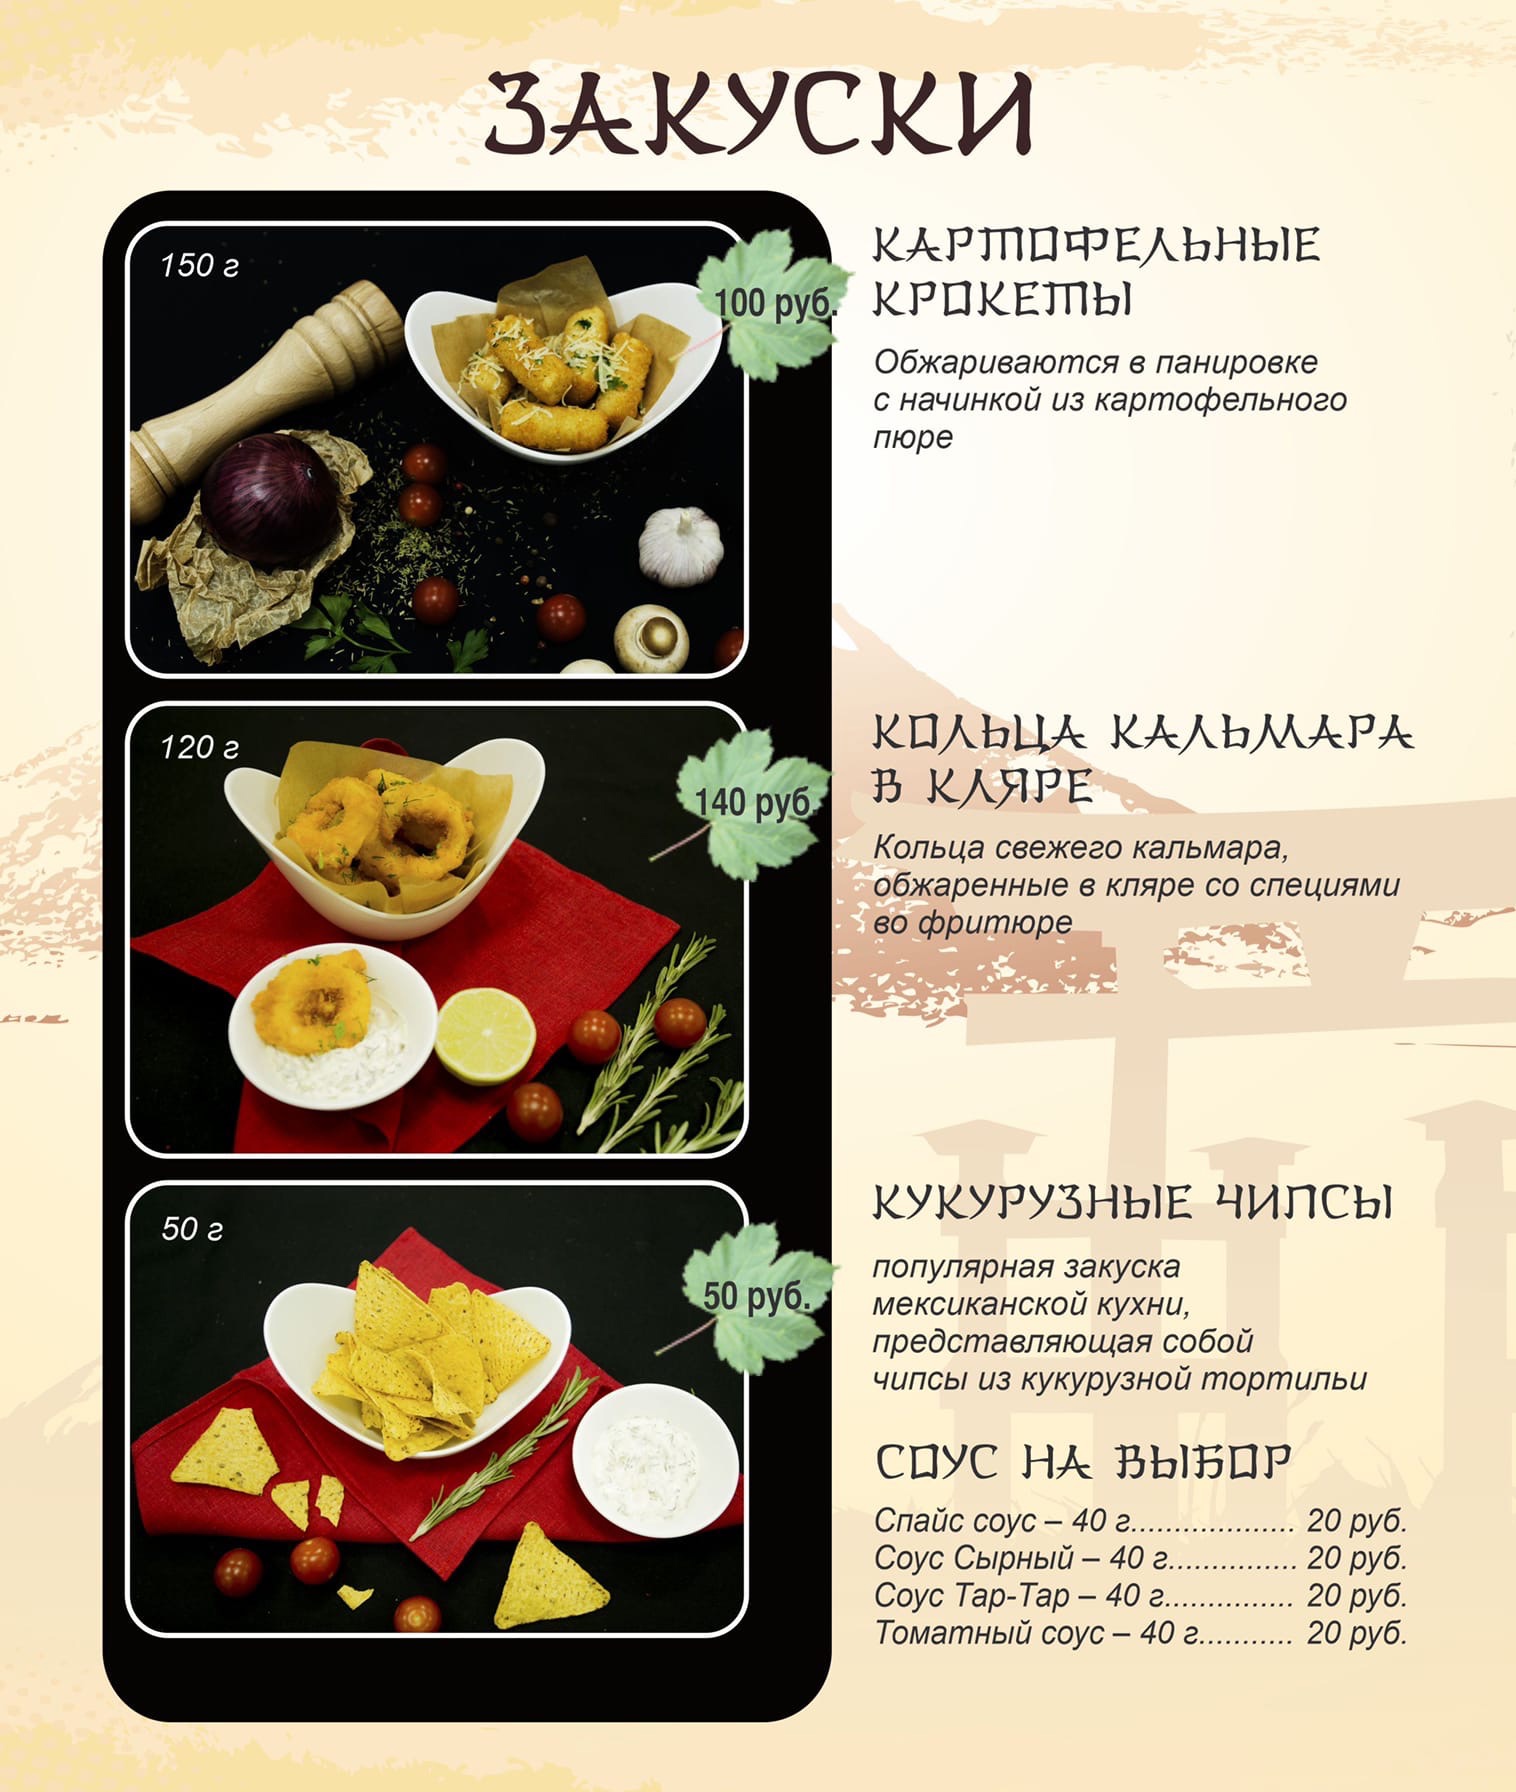 ЗАКУСКИ
150 г
100 руб.
КАРТОФЕЛЬНЫЕ
КРОКЕТЫ
Обжариваются в панировке
с начинкой из картофельного
пюре
120 г
140 руб.
КОЛЬЦА КАЛЬМАРА
В КЛЯРЕ
Кольца свежего кальмара,
обжаренные в кляре со специями
во фритюре
50 г
50 руб.
КУКУРУЗНЫЕ ЧИПСЫ
популярная закуска
мексиканской кухни,
представляющая собой
чипсы из кукурузной тортильи
СОУС НА ВЫБОР
Спайс соус – 40 г................... 20 руб.
Соус Сырный – 40 г............... 20 руб.
Соус Тар-Тар – 40 г............... 20 руб.
Томатный соус – 40 г........... 20 руб.